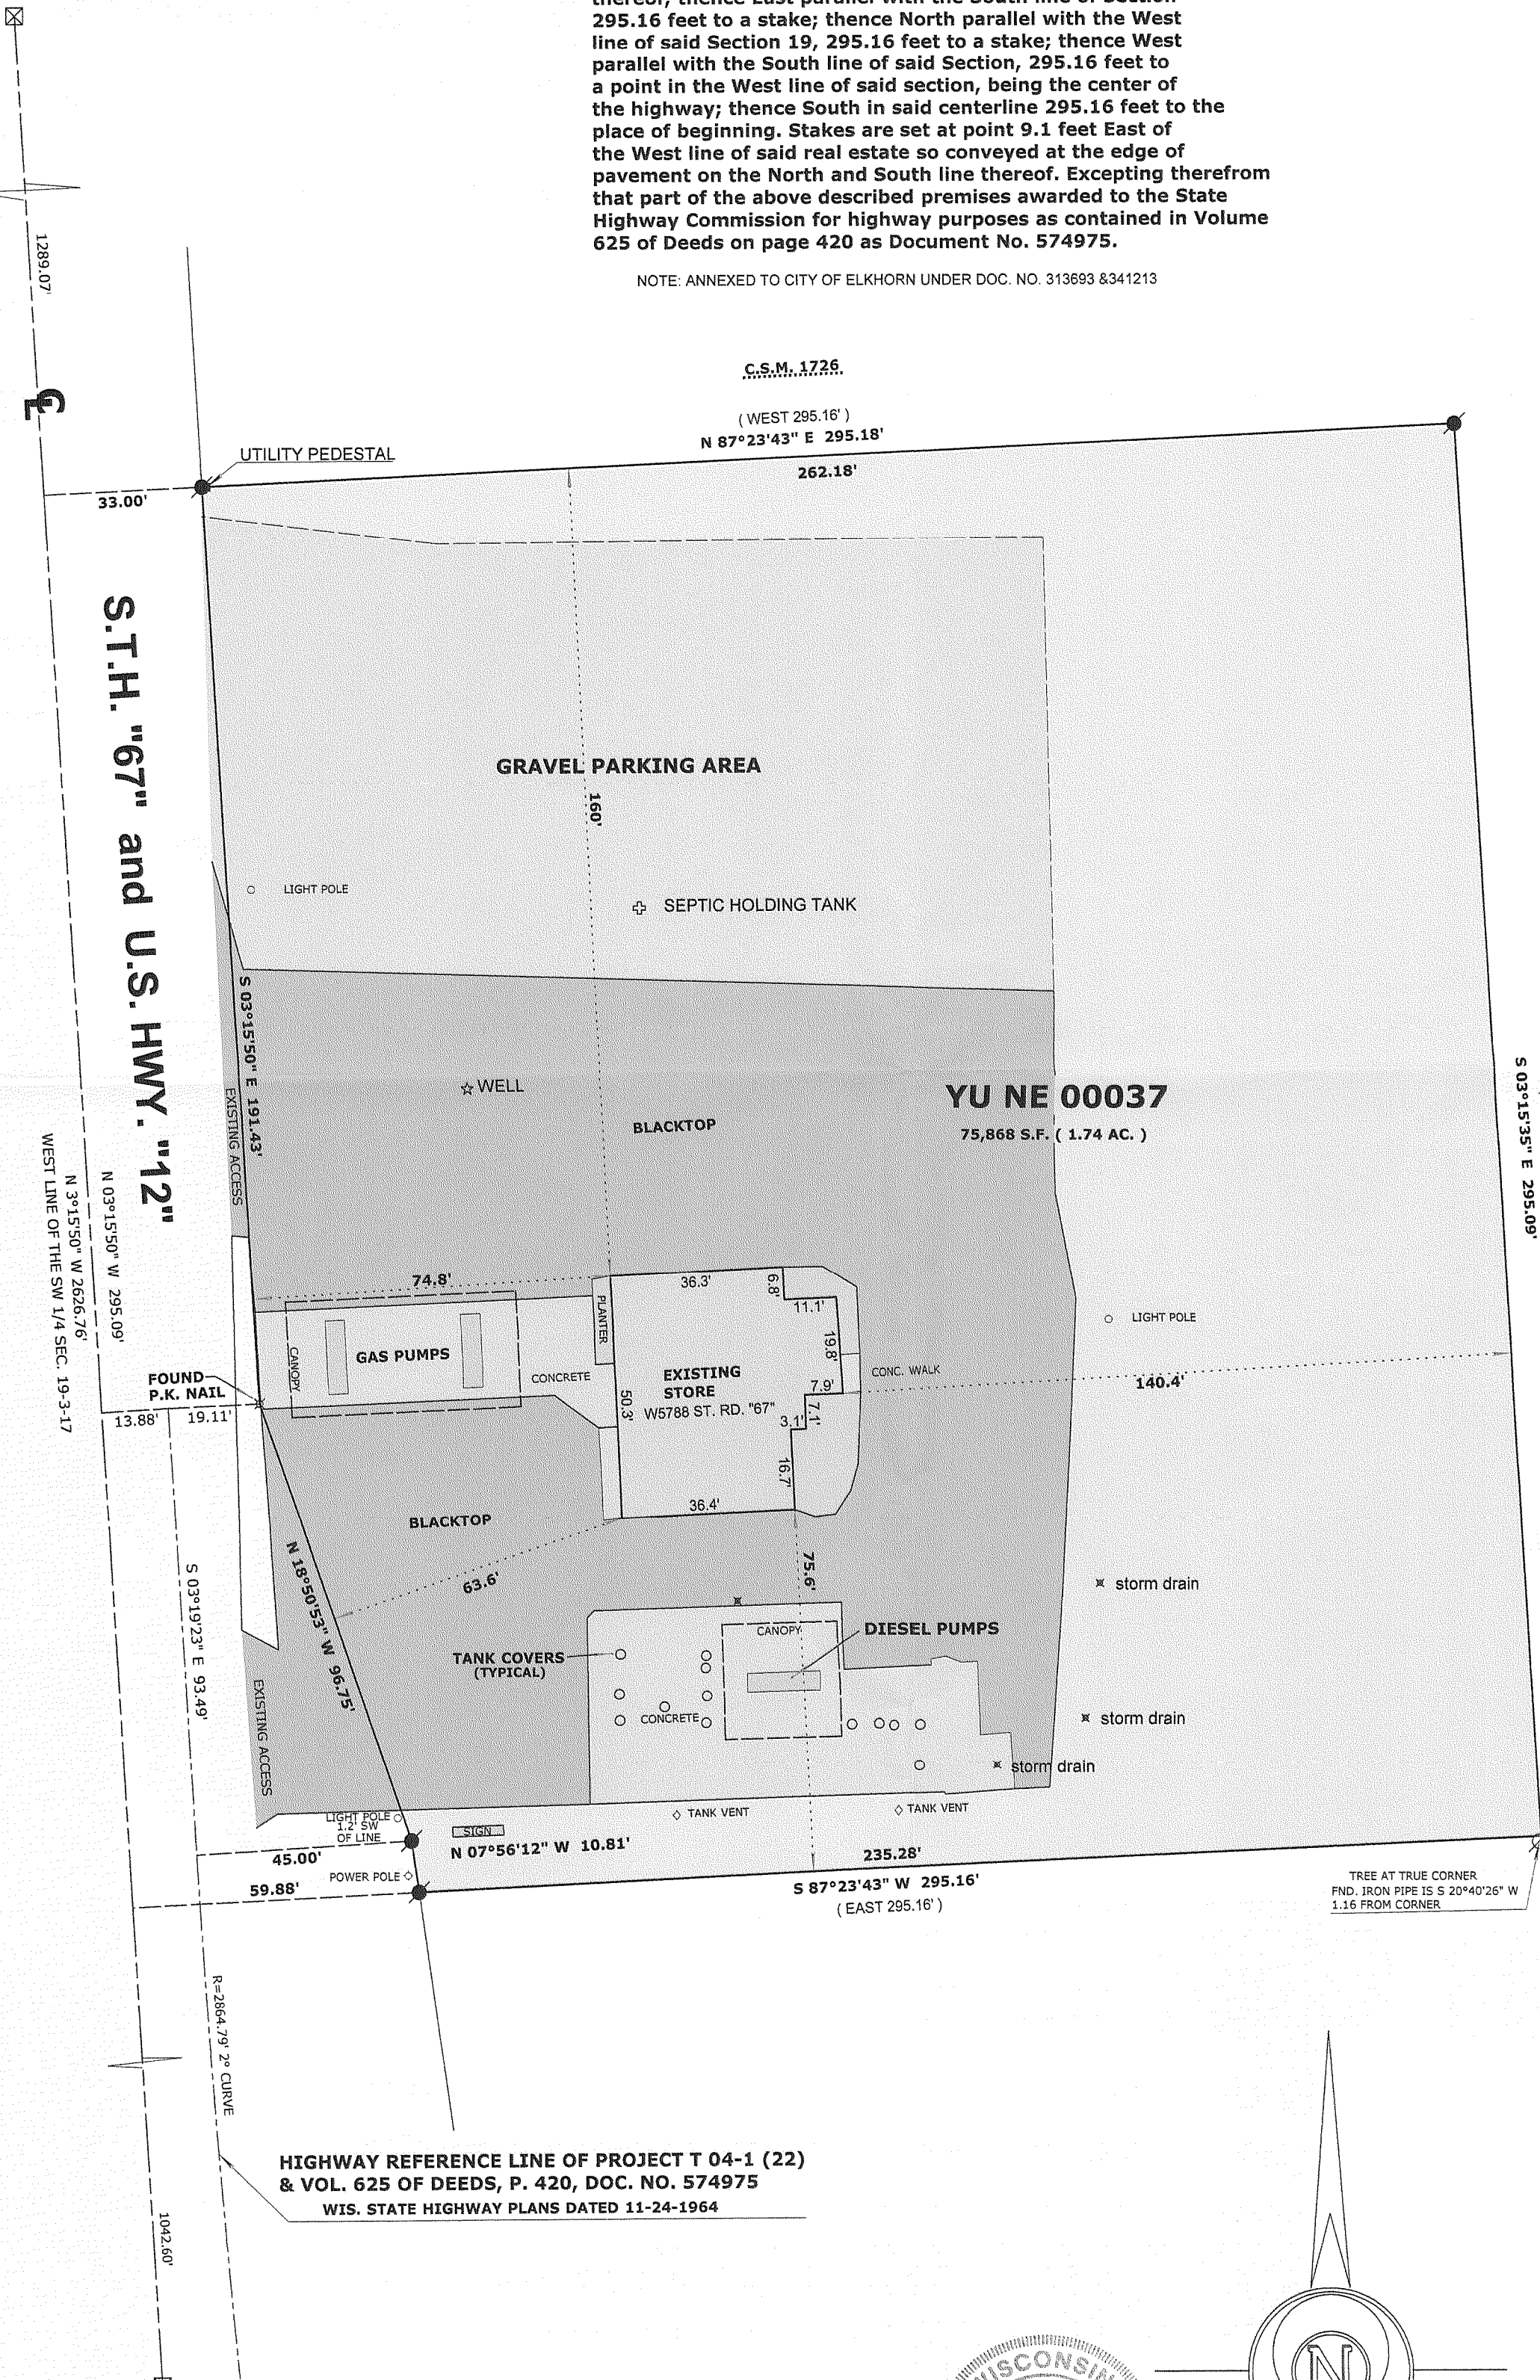 295.16 feet to a stake; thence North parallel with the West
line of said Section 19, 295.16 feet to a stake; thence West
parallel with the South line of said Section, 295.16 feet to
a point in the West line of said section, being the center of
the highway; thence South in said centerline 295.16 feet to the
place of beginning. Stakes are set at point 9.1 feet East of
the West line of said real estate so conveyed at the edge of
pavement on the North and South line thereof. Excepting therefrom
that part of the above described premises awarded to the State
Highway Commission for highway purposes as contained in Volume
625 of Deeds on page 420 as Document No. 574975.
NOTE: ANNEXED TO CITY OF ELKHORN UNDER DOC. NO. 313693 &341213
1289.07'
C.S.M. 1726
( WEST 295.16' )
N 87°23'43" E 295.18'
262.18'
UTILITY PEDESTAL
33.00'
S.T.H. "67" and U.S. HWY. "12"
GRAVEL PARKING AREA
160'
LIGHT POLE
SEPTIC HOLDING TANK
S 03°15'50" E 191.43'
EXISTING ACCESS
WELL
BLACKTOP
YU NE 00037
75,868 S.F. ( 1.74 AC. )
S 03°15'35" E 295.09'
N 03°15'50" W 295.09'
N 3°15'50" W 2626.76'
WEST LINE OF THE SW 1/4 SEC. 19-3-17
74.8'
36.3'
6.8'
11.1'
PLANTER
19.8'
LIGHT POLE
CANOPY
GAS PUMPS
CONCRETE
EXISTING
STORE
W5788 ST. RD. "67"
50.3'
7.9'
7.1'
3.1'
16.7'
36.4'
CONC. WALK
140.4'
FOUND
P.K. NAIL
13.88'
19.11'
BLACKTOP
N 18°50'53" W 96.75'
S 03°19'23" E 93.49'
63.6'
75.6'
storm drain
CANOPY
DIESEL PUMPS
TANK COVERS
(TYPICAL)
CONCRETE
storm drain
storm drain
EXISTING ACCESS
LIGHT POLE
1.2' SW
OF LINE
SIGN
TANK VENT
TANK VENT
N 07°56'12" W 10.81'
45.00'
235.28'
POWER POLE
59.88'
S 87°23'43" W 295.16'
( EAST 295.16' )
TREE AT TRUE CORNER
FND. IRON PIPE IS S 20°40'26" W
1.16 FROM CORNER
R=2864.79' 2° CURVE
HIGHWAY REFERENCE LINE OF PROJECT T 04-1 (22)
& VOL. 625 OF DEEDS, P. 420, DOC. NO. 574975
WIS. STATE HIGHWAY PLANS DATED 11-24-1964
1042.60'
N